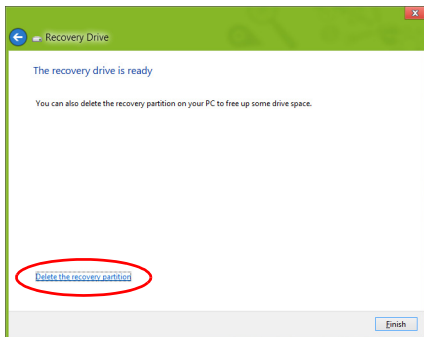 Recovery Drive
The recovery drive is ready
You can also delete the recovery partition on your PC to free up some drive space.
Delete the recovery partition
Finish